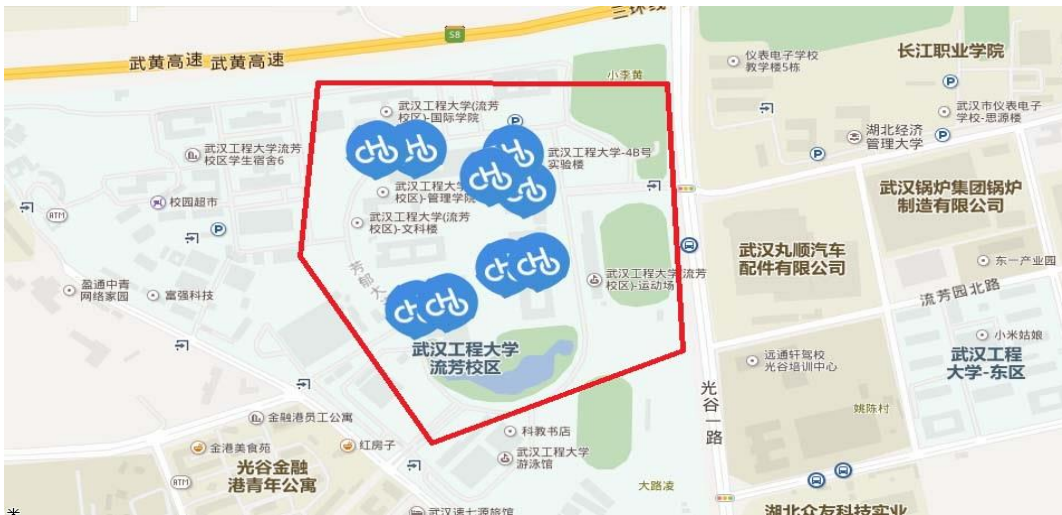 三环线
S8
武黄高速 武黄高速
长江职业学院
仪表电子学校
教学楼5栋
小李黄
P
武汉工程大学(流芳
校区)-国际学院
P
武汉市仪表电子
学校-思源楼
P
湖北经济
管理大学
P
武汉工程大学流芳
校区学生宿舍6
武汉工程大学-4B号
实验楼
武汉工程大学
校区)-管理学院
武汉锅炉集团锅炉
制造有限公司
校园超市
ATM
P
武汉工程大学(流芳
校区)-文科楼
武汉丸顺汽车
配件有限公司
东一产业园
芳郁大
武汉工程大学(流芳
校区)-运动场
盈通中青
网络家园
富强科技
流芳园北路
小米姑娘
武汉工程大学
流芳校区
武汉工程
大学-东区
远通轩驾校
光谷培训中心
光谷一路
姚陈村
金融港员工公寓
科教书店
金港美食苑
红房子
武汉工程大学
游泳馆
光谷金融
港青年公寓
ATM
大路凌
武汉速七源旅馆
湖北众友科技实业